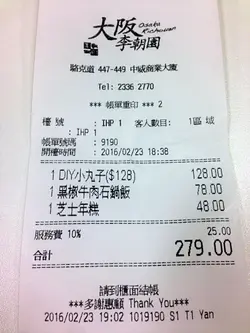 大阪
Osaka
Richouen
李朝園
駱克道 447-449 中威商業大廈
Tel: 2336 2770
*** 帳單重印 *** 2
檯 號 : IHP 1 客人數目: 1區域
: IHP 1
帳單號碼 : 9190
開檯時間 : 2016/02/23 18:38
1 DIY小丸子($128) 128.00
1 黑椒牛肉石鍋飯 78.00
1 芝士年糕 48.00
服務費 10% 25.00
合計 279.00
請到櫃面結帳
***多謝惠顧 Thank You***
2016/02/23 19:02 1019190 S1 T1 Yan